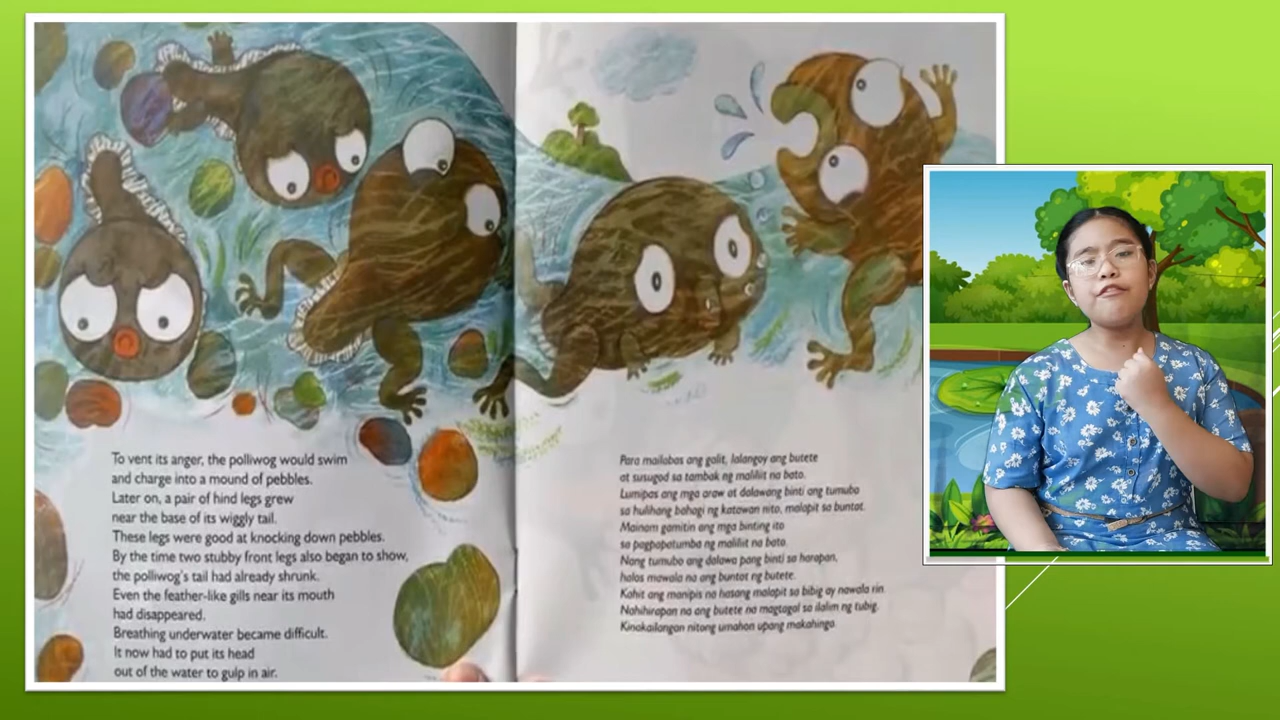 To vent its anger, the polliwog would swim
and charge into a mound of pebbles.
Later on, a pair of hind legs grew
near the base of its wiggly tail.
These legs were good at knocking down pebbles.
By the time two stubby front legs also began to show,
the polliwog's tail had already shrunk.
Even the feather-like gills near its mouth
had disappeared.
Breathing underwater became difficult.
It now had to put its head
out of the water to gulp in air.
Para mailabas ang galit, lalangoy ang butete
at susugod sa tambak ng maliliit na bato.
Lumipas ang mga araw at dalawang binti ang tumubo
sa hulihang bahagi ng katawan nito, malapit sa buntot.
Mainam gamitin ang mga binting ito
sa pagpapatumba ng maliliit na bato.
Nang tumubo ang dalawa pang binti sa harapan,
halos mawala na ang buntot ng butete.
Kahit ang manipis na hasang malapit sa bibig ay nawala rin.
Nahihirapan na ang butete na magtagal sa ilalim ng tubig.
Kinakailangan nitong umahon upang makahinga.